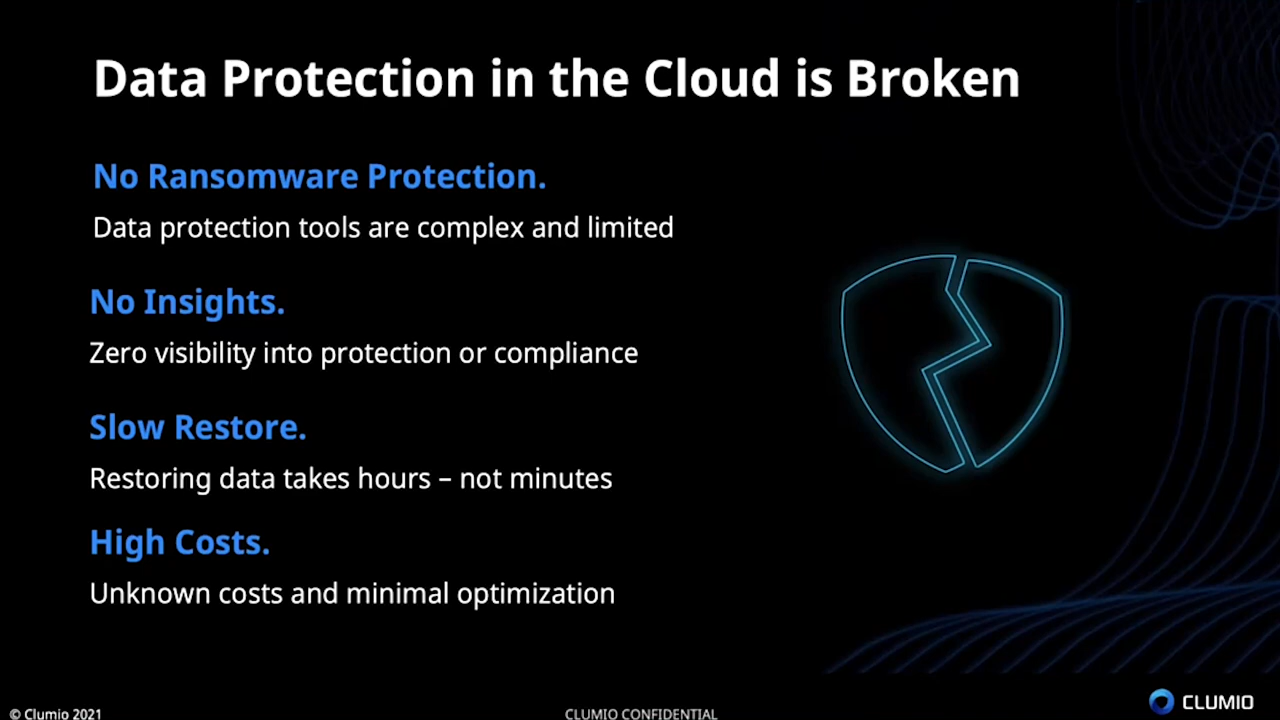 Data Protection in the Cloud is Broken
No Ransomware Protection.
Data protection tools are complex and limited
No Insights.
Zero visibility into protection or compliance
Slow Restore.
Restoring data takes hours – not minutes
High Costs.
Unknown costs and minimal optimization
© Clumio 2021
CLUMIO CONFIDENTIAL
CLUMIO